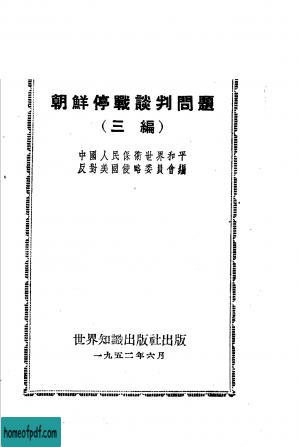 朝鮮停戰談判問題
(三編)
中國人民保衛世界和平
反對美國侵略委員會編
世界知識出版社出版
一九五二年六月
homeofpdf.com